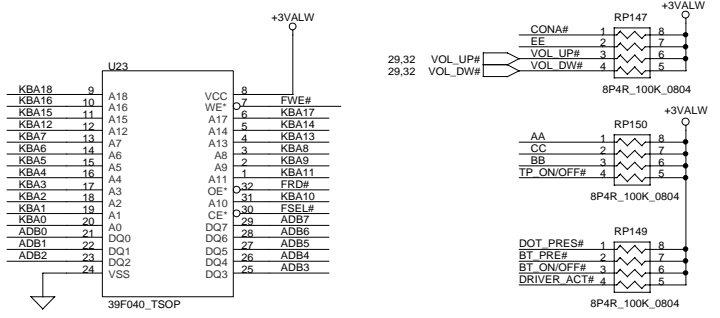 +3VALW
U23
KBA18 9 A18 VCC 8
KBA16 10 A16 WE* 7 FWE#
KBA15 11 A15 A17 6 KBA17
KBA12 12 A12 A14 5 KBA14
KBA7 13 A7 A13 4 KBA13
KBA6 14 A6 A8 3 KBA8
KBA5 15 A5 A9 2 KBA9
KBA4 16 A4 A11 1 KBA11
KBA3 17 A3 OE* 32 FRD#
KBA2 18 A2 A10 31 KBA10
KBA1 19 A1 CE* 30 FSEL#
KBA0 20 A0 DQ7 29 ADB7
ADB0 21 DQ0 DQ6 28 ADB6
ADB1 22 DQ1 DQ5 27 ADB5
ADB2 23 DQ2 DQ4 26 ADB4
24 VSS DQ3 25 ADB3
39F040_TSOP
+3VALW
RP147
CONA# 1 8
EE 2 7
29,32 VOL_UP# VOL_UP# 3 6
29,32 VOL_DW# VOL_DW# 4 5
8P4R_100K_0804
+3VALW
RP150
AA 1 8
CC 2 7
BB 3 6
TP_ON/OFF# 4 5
8P4R_100K_0804
RP149
DOT_PRES# 1 8
BT_PRE# 2 7
BT_ON/OFF# 3 6
DRIVER_ACT# 4 5
8P4R_100K_0804